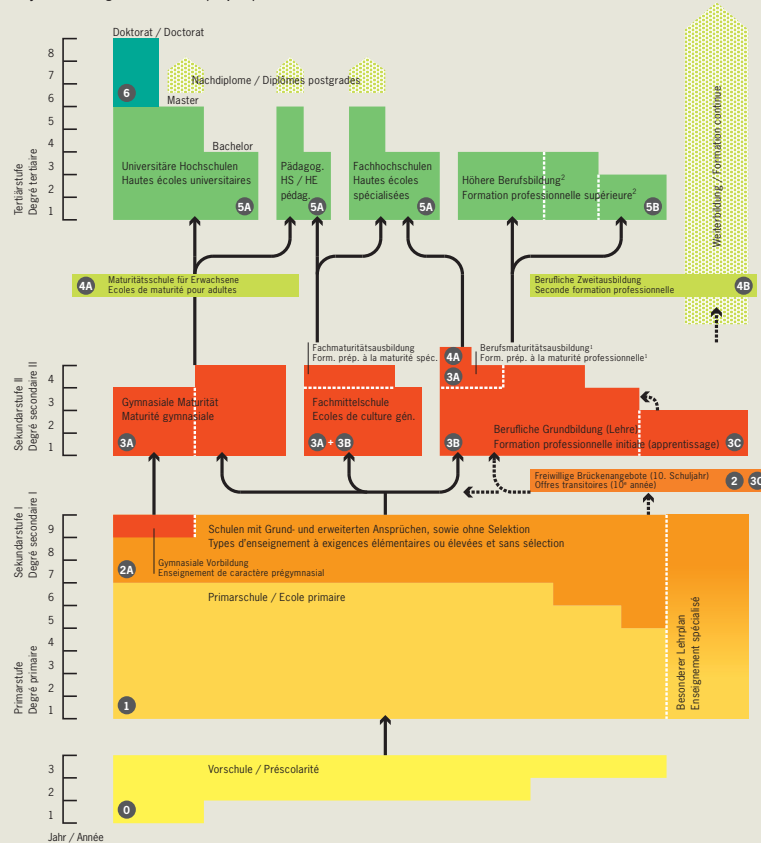 Doktorat / Doctorat
8
7
6
5
4
3
2
1
Tertiärstufe
Degré tertiaire
6
Nachdiplome / Diplômes postgrades
Master
Bachelor
Universitäre Hochschulen
Hautes écoles universitaires
5A
Pädagog.
HS / HE
pédag.
5A
Fachhochschulen
Hautes écoles
spécialisées
5A
Höhere Berufsbildung²
Formation professionelle supérieure²
5B
Weiterbildung / Formation continue
4A
Maturitätsschule für Erwachsene
Ecoles de maturité pour adultes
Berufliche Zweitausbildung
Seconde formation professionnelle
4B
Fachmaturitätsausbildung
Form. prép. à la maturité spéc.
4A
3A
Berufsmaturitätsausbildung¹
Form. prép. à la maturité professionelle¹
4
3
2
1
Sekundarstufe II
Degré secondaire II
Gymnasiale Maturität
Maturité gymnasiale
3A
Fachmittelschule
Ecoles de culture gén.
3A + 3B
Berufliche Grundbildung (Lehre)
Formation professionnelle initiale (apprentissage)
3B
3C
Freiwillige Brückenangebote (10. Schuljahr)
Offres transitoires (10ᵉ année)
2
3C
9
8
7
Sekundarstufe I
Degré secondaire I
Schulen mit Grund- und erweiterten Ansprüchen, sowie ohne Selektion
Types d'enseignement à exigences élémentaires ou élevées et sans sélection
Gymnasiale Vorbildung
Enseignement de caractère prégymnasial
2A
6
5
4
3
2
1
Primarstufe
Degré primaire
Primarschule / Ecole primaire
1
Besonderer Lehrplan
Enseignement spécialisé
3
2
1
Vorschule / Préscolarité
0
Jahr / Année